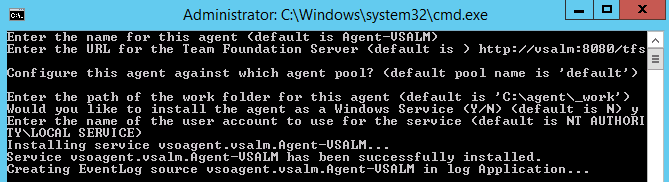 Administrator: C:\Windows\system32\cmd.exe
Enter the name for this agent (default is Agent-VSALM)
Enter the URL for the Team Foundation Server (default is ) http://vsalm:8080/tfs
Configure this agent against which agent pool? (default pool name is 'default')
Enter the path of the work folder for this agent (default is 'C:\agent\_work')
Would you like to install the agent as a Windows Service (Y/N) (default is N) y
Enter the name of the user account to use for the service (default is NT AUTHORI
TY\LOCAL SERVICE)
Installing service vsoagent.vsalm.Agent-VSALM...
Service vsoagent.vsalm.Agent-VSALM has been successfully installed.
Creating EventLog source vsoagent.vsalm.Agent-VSALM in log Application...